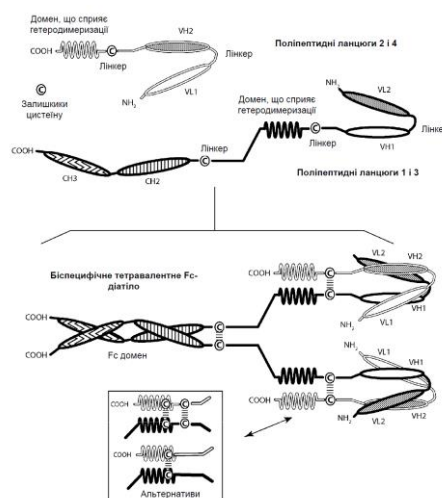 Домен, що сприяє
гетеродимеризації
VH2
COOH
Лінкер
Лінкер
NH2
VL1
Поліпептидні ланцюги 2 і 4
©
Залишки
цистеїну
Домен, що сприяє
гетеродимеризації
NH2
VL2
Лінкер
Лінкер
VH1
COOH
Лінкер
CH3
CH2
Поліпептидні ланцюги 1 і 3
Біспецифічне тетравалентне Fc-
діатіло
COOH
VL2
VH2
VH1
NH2
VL1
COOH
COOH
Fc домен
VL1
NH2
VH1
COOH
NH2
VL2
VH2
COOH
COOH
Альтернативи